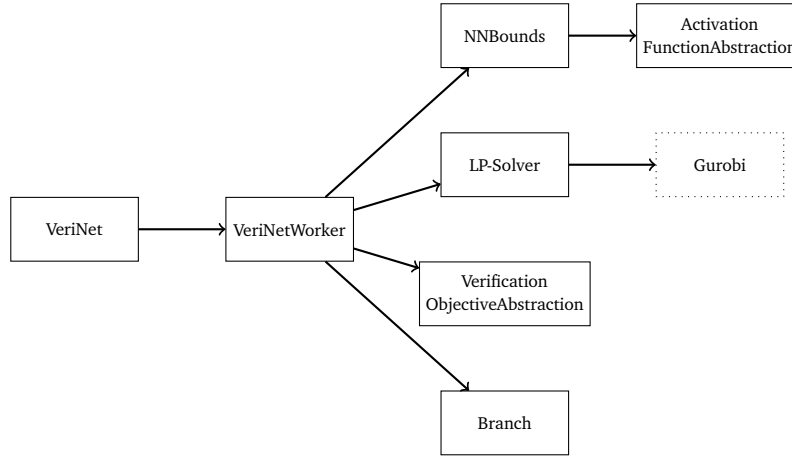 NNBounds
Activation
FunctionAbstraction
LP-Solver
Gurobi
VeriNet
VeriNetWorker
Verification
ObjectiveAbstraction
Branch